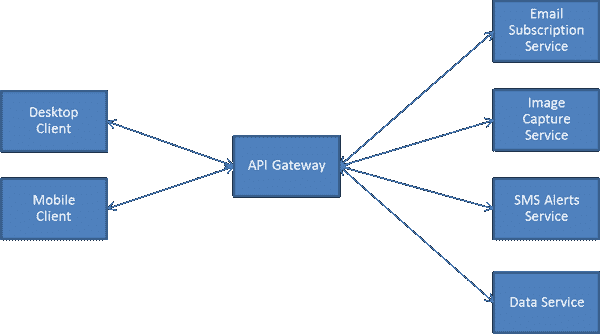 Desktop
Client
Mobile
Client
API Gateway
Email
Subscription
Service
Image
Capture
Service
SMS Alerts
Service
Data Service